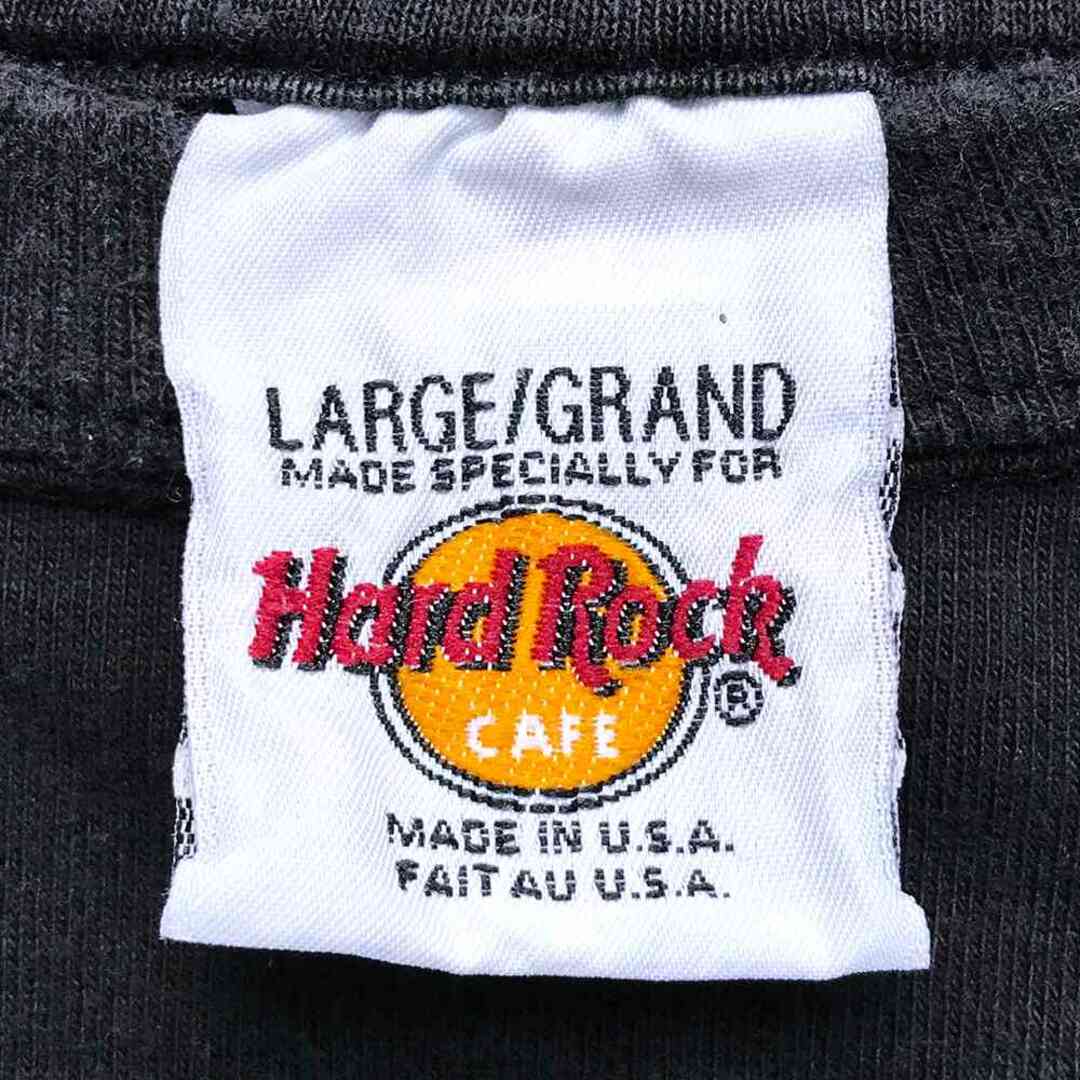 LARGE/GRAND
MADE SPECIALLY FOR
Hard Rock
®
CAFE
MADE IN U.S.A.
FAIT AU U.S.A.